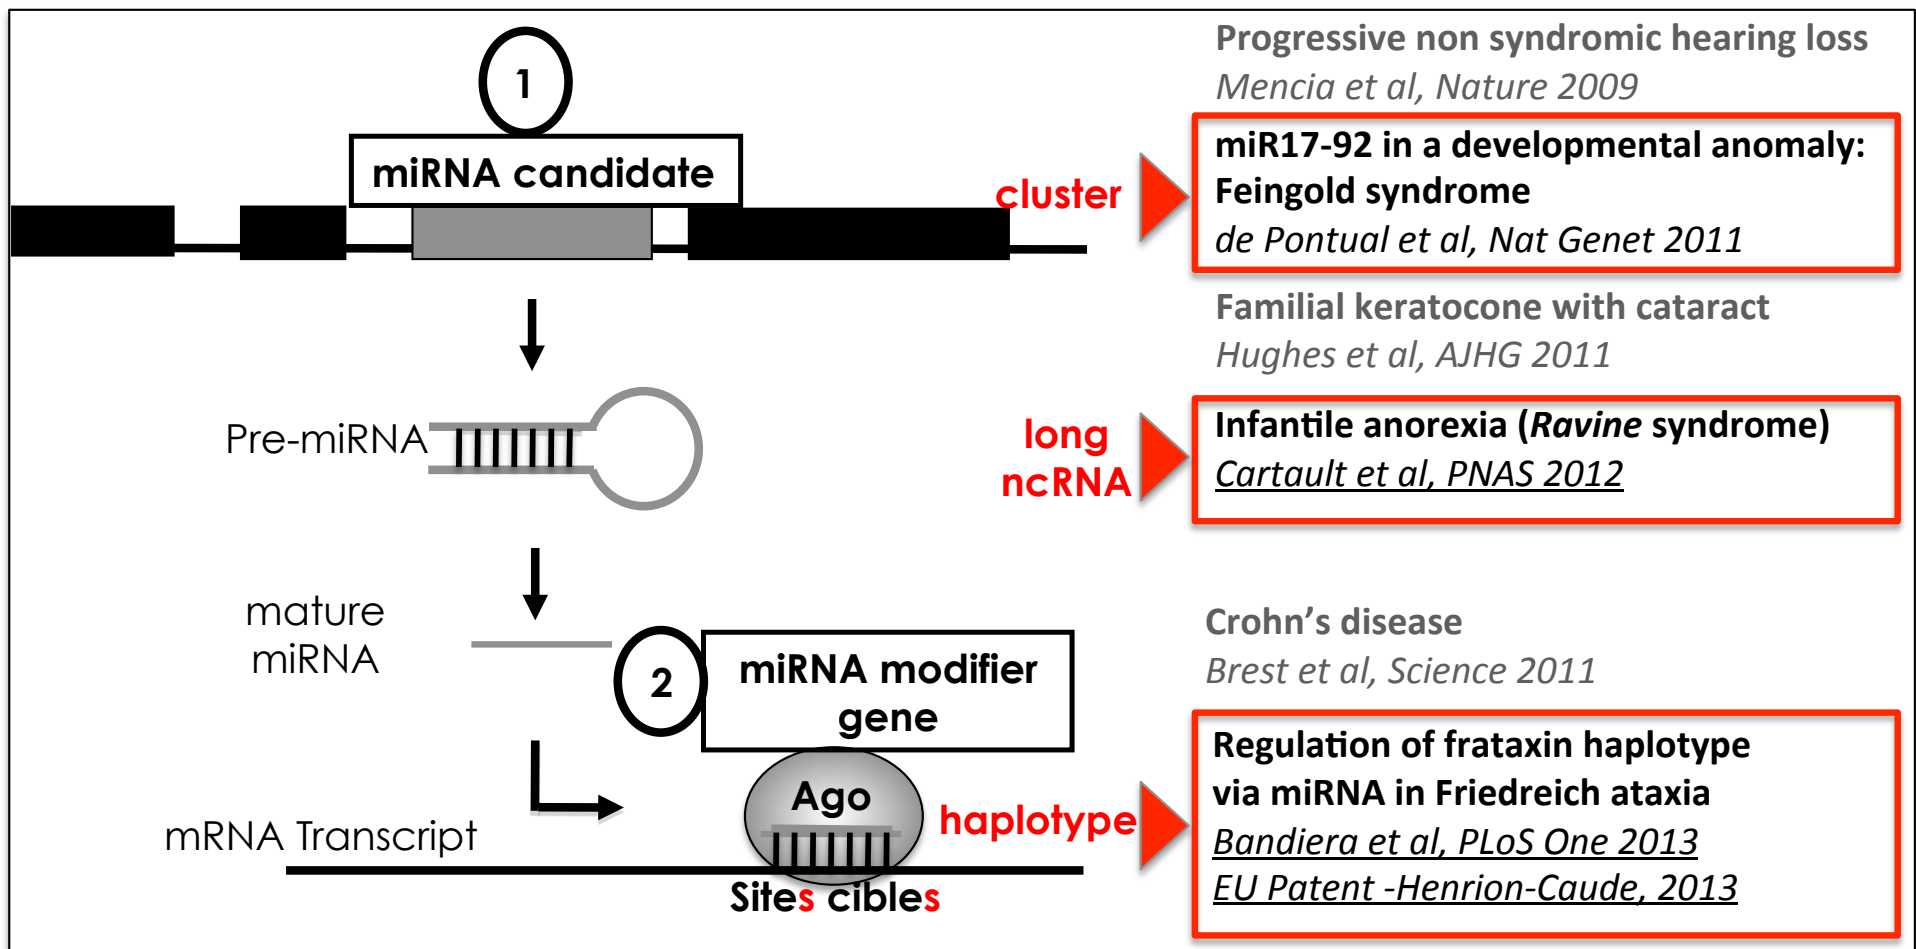 1
miRNA candidate
Pre-miRNA
mature
miRNA
2
miRNA modifier
gene
Ago
mRNA Transcript
Sites cibles
Progressive non syndromic hearing loss
Mencia et al, Nature 2009
cluster
miR17-92 in a developmental anomaly:
Feingold syndrome
de Pontual et al, Nat Genet 2011
Familial keratocone with cataract
Hughes et al, AJHG 2011
long
ncRNA
Infantile anorexia (Ravine syndrome)
Cartault et al, PNAS 2012
Crohn’s disease
Brest et al, Science 2011
haplotype
Regulation of frataxin haplotype
via miRNA in Friedreich ataxia
Bandiera et al, PLoS One 2013
EU Patent -Henrion-Caude, 2013